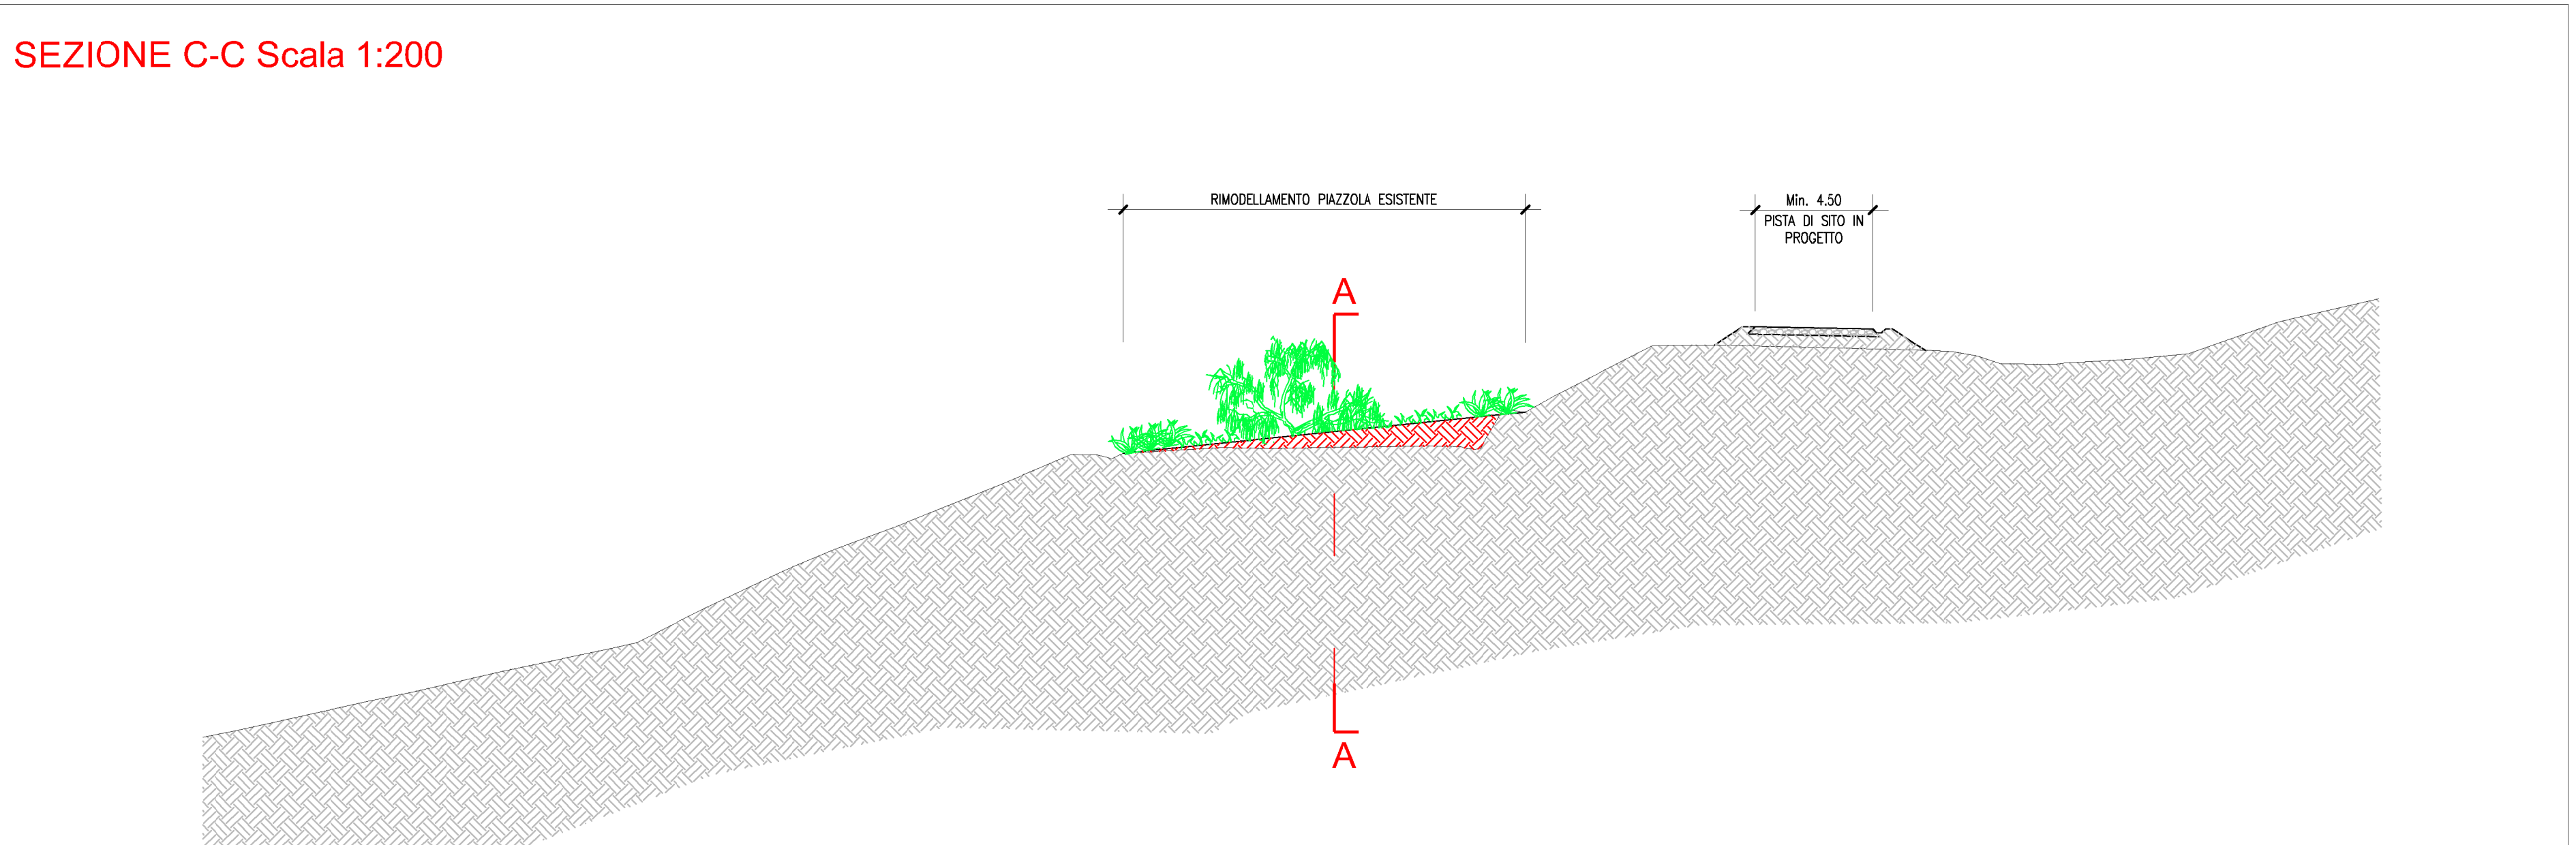 SEZIONE C-C Scala 1:200
RIMODELLAMENTO PIAZZOLA ESISTENTE
Min. 4.50
PISTA DI SITO IN
PROGETTO
A
A